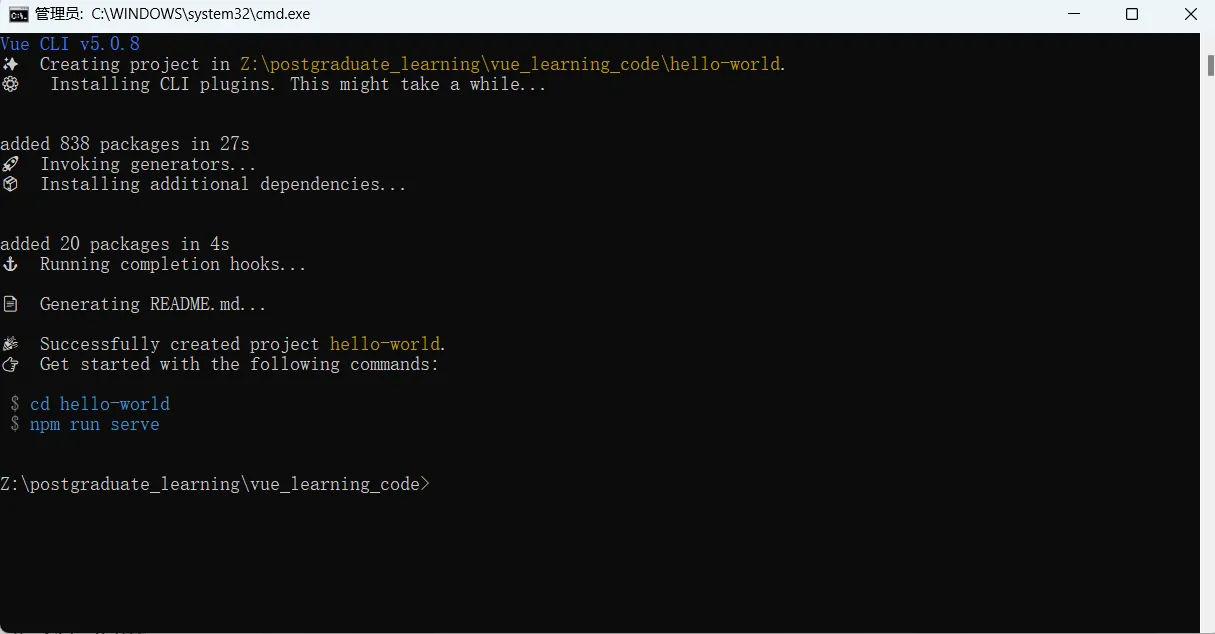 管理员: C:\WINDOWS\system32\cmd.exe
Vue CLI v5.0.8
Creating project in Z:\postgraduate_learning\vue_learning_code\hello-world.
Installing CLI plugins. This might take a while...
added 838 packages in 27s
Invoking generators...
Installing additional dependencies...
added 20 packages in 4s
Running completion hooks...
Generating README.md...
Successfully created project hello-world.
Get started with the following commands:
$ cd hello-world
$ npm run serve
Z:\postgraduate_learning\vue_learning_code>